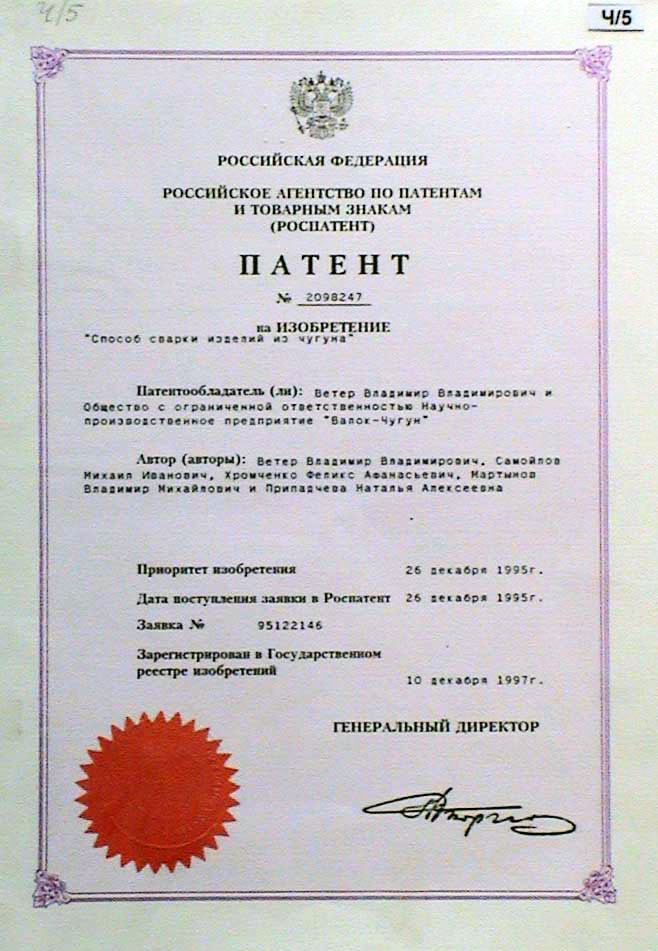 Ч/5
Ч/5
РОССИЙСКАЯ ФЕДЕРАЦИЯ
РОССИЙСКОЕ АГЕНТСТВО ПО ПАТЕНТАМ
И ТОВАРНЫМ ЗНАКАМ
(РОСПАТЕНТ)
ПАТЕНТ
№ 2098247
на ИЗОБРЕТЕНИЕ
"Способ сварки изделий из чугуна"
Патентообладатель (ли): Ветер Владимир Владимирович и
Общество с ограниченной ответственностью Научно-
производственное предприятие "Валок-Чугун"
Автор (авторы): Ветер Владимир Владимирович, Самойлов
Михаил Иванович, Хромченко Феликс Афанасьевич, Мартынов
Владимир Михайлович и Припадчева Наталья Алексеевна
Приоритет изобретения 26 декабря 1995г.
Дата поступления заявки в Роспатент 26 декабря 1995г.
Заявка № 95122146
Зарегистрирован в Государственном
реестре изобретений 10 декабря 1997г.
ГЕНЕРАЛЬНЫЙ ДИРЕКТОР